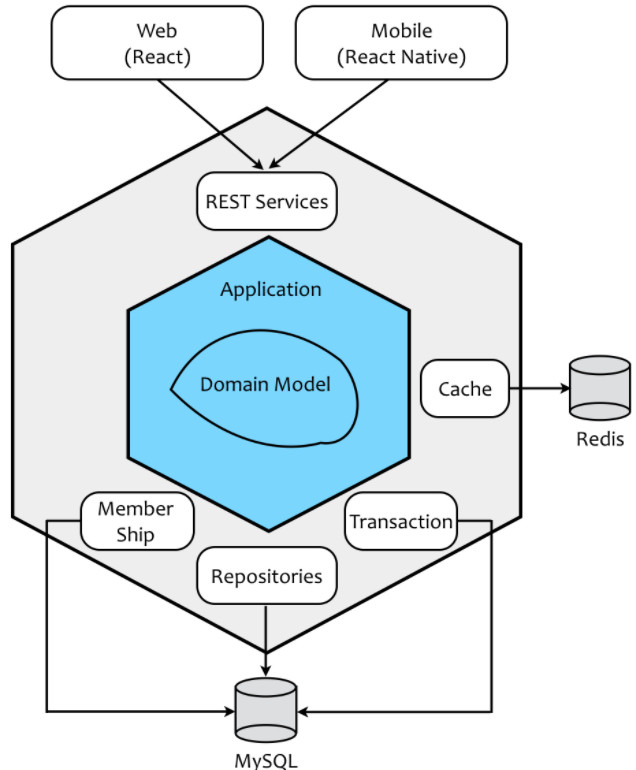 Web
(React)
Mobile
(React Native)
REST Services
Application
Domain Model
Cache
Redis
Member
Ship
Transaction
Repositories
MySQL